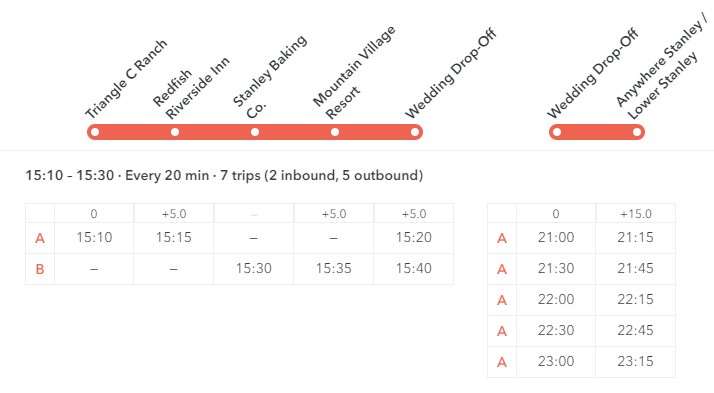 Triangle C Ranch
Redfish
Riverside Inn
Stanley Baking
Co.
Mountain Village
Resort
Wedding Drop-Off
Wedding Drop-Off
Anywhere Stanley /
Lower Stanley
15:10 – 15:30 · Every 20 min · 7 trips (2 inbound, 5 outbound)
0 +5.0 – +5.0 +5.0
A 15:10 15:15 – – 15:20
B – – 15:30 15:35 15:40
0 +15.0
A 21:00 21:15
A 21:30 21:45
A 22:00 22:15
A 22:30 22:45
A 23:00 23:15